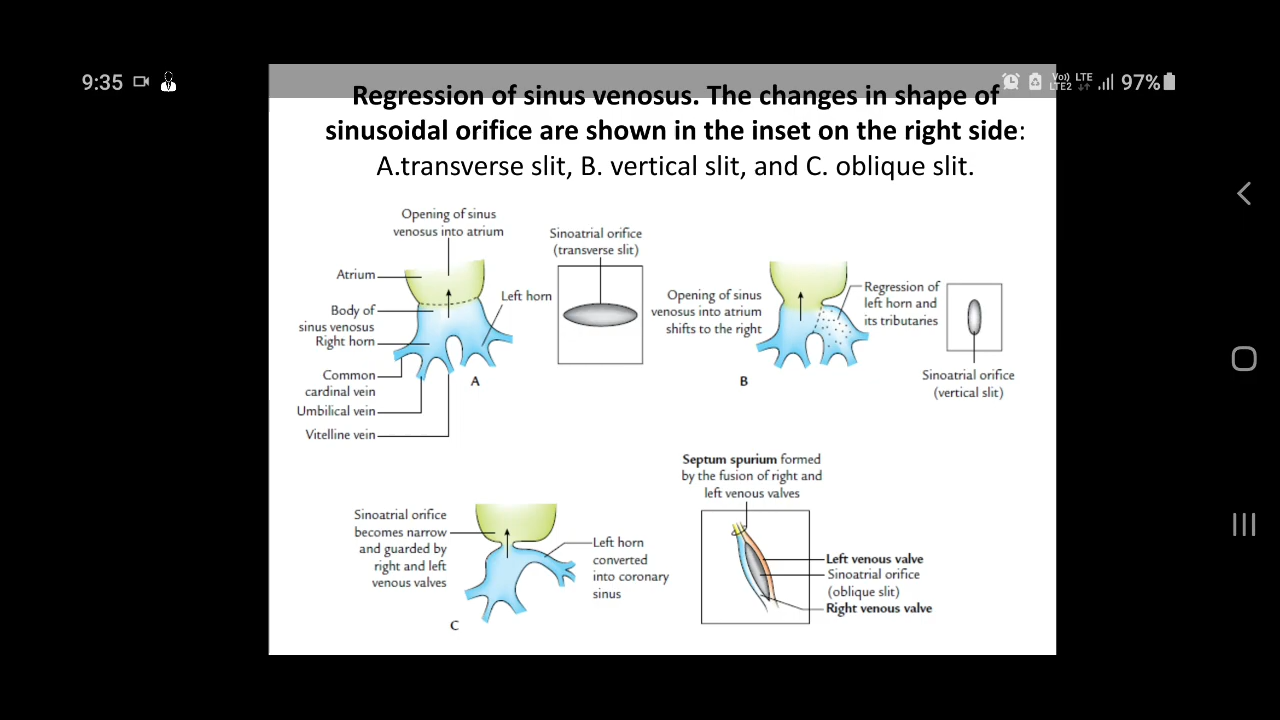 9:35
Vo)) LTE
LTE2
97%
Regression of sinus venosus. The changes in shape of
sinusoidal orifice are shown in the inset on the right side:
A.transverse slit, B. vertical slit, and C. oblique slit.
Opening of sinus
venosus into atrium
Atrium
Body of
sinus venosus
Right horn
Common
cardinal vein
Umbilical vein
Vitelline vein
Left horn
A
Sinoatrial orifice
(transverse slit)
Opening of sinus
venosus into atrium
shifts to the right
B
Regression of
left horn and
its tributaries
Sinoatrial orifice
(vertical slit)
Sinoatrial orifice
becomes narrow
and guarded by
right and left
venous valves
C
Left horn
converted
into coronary
sinus
Septum spurium formed
by the fusion of right and
left venous valves
Left venous valve
Sinoatrial orifice
(oblique slit)
Right venous valve